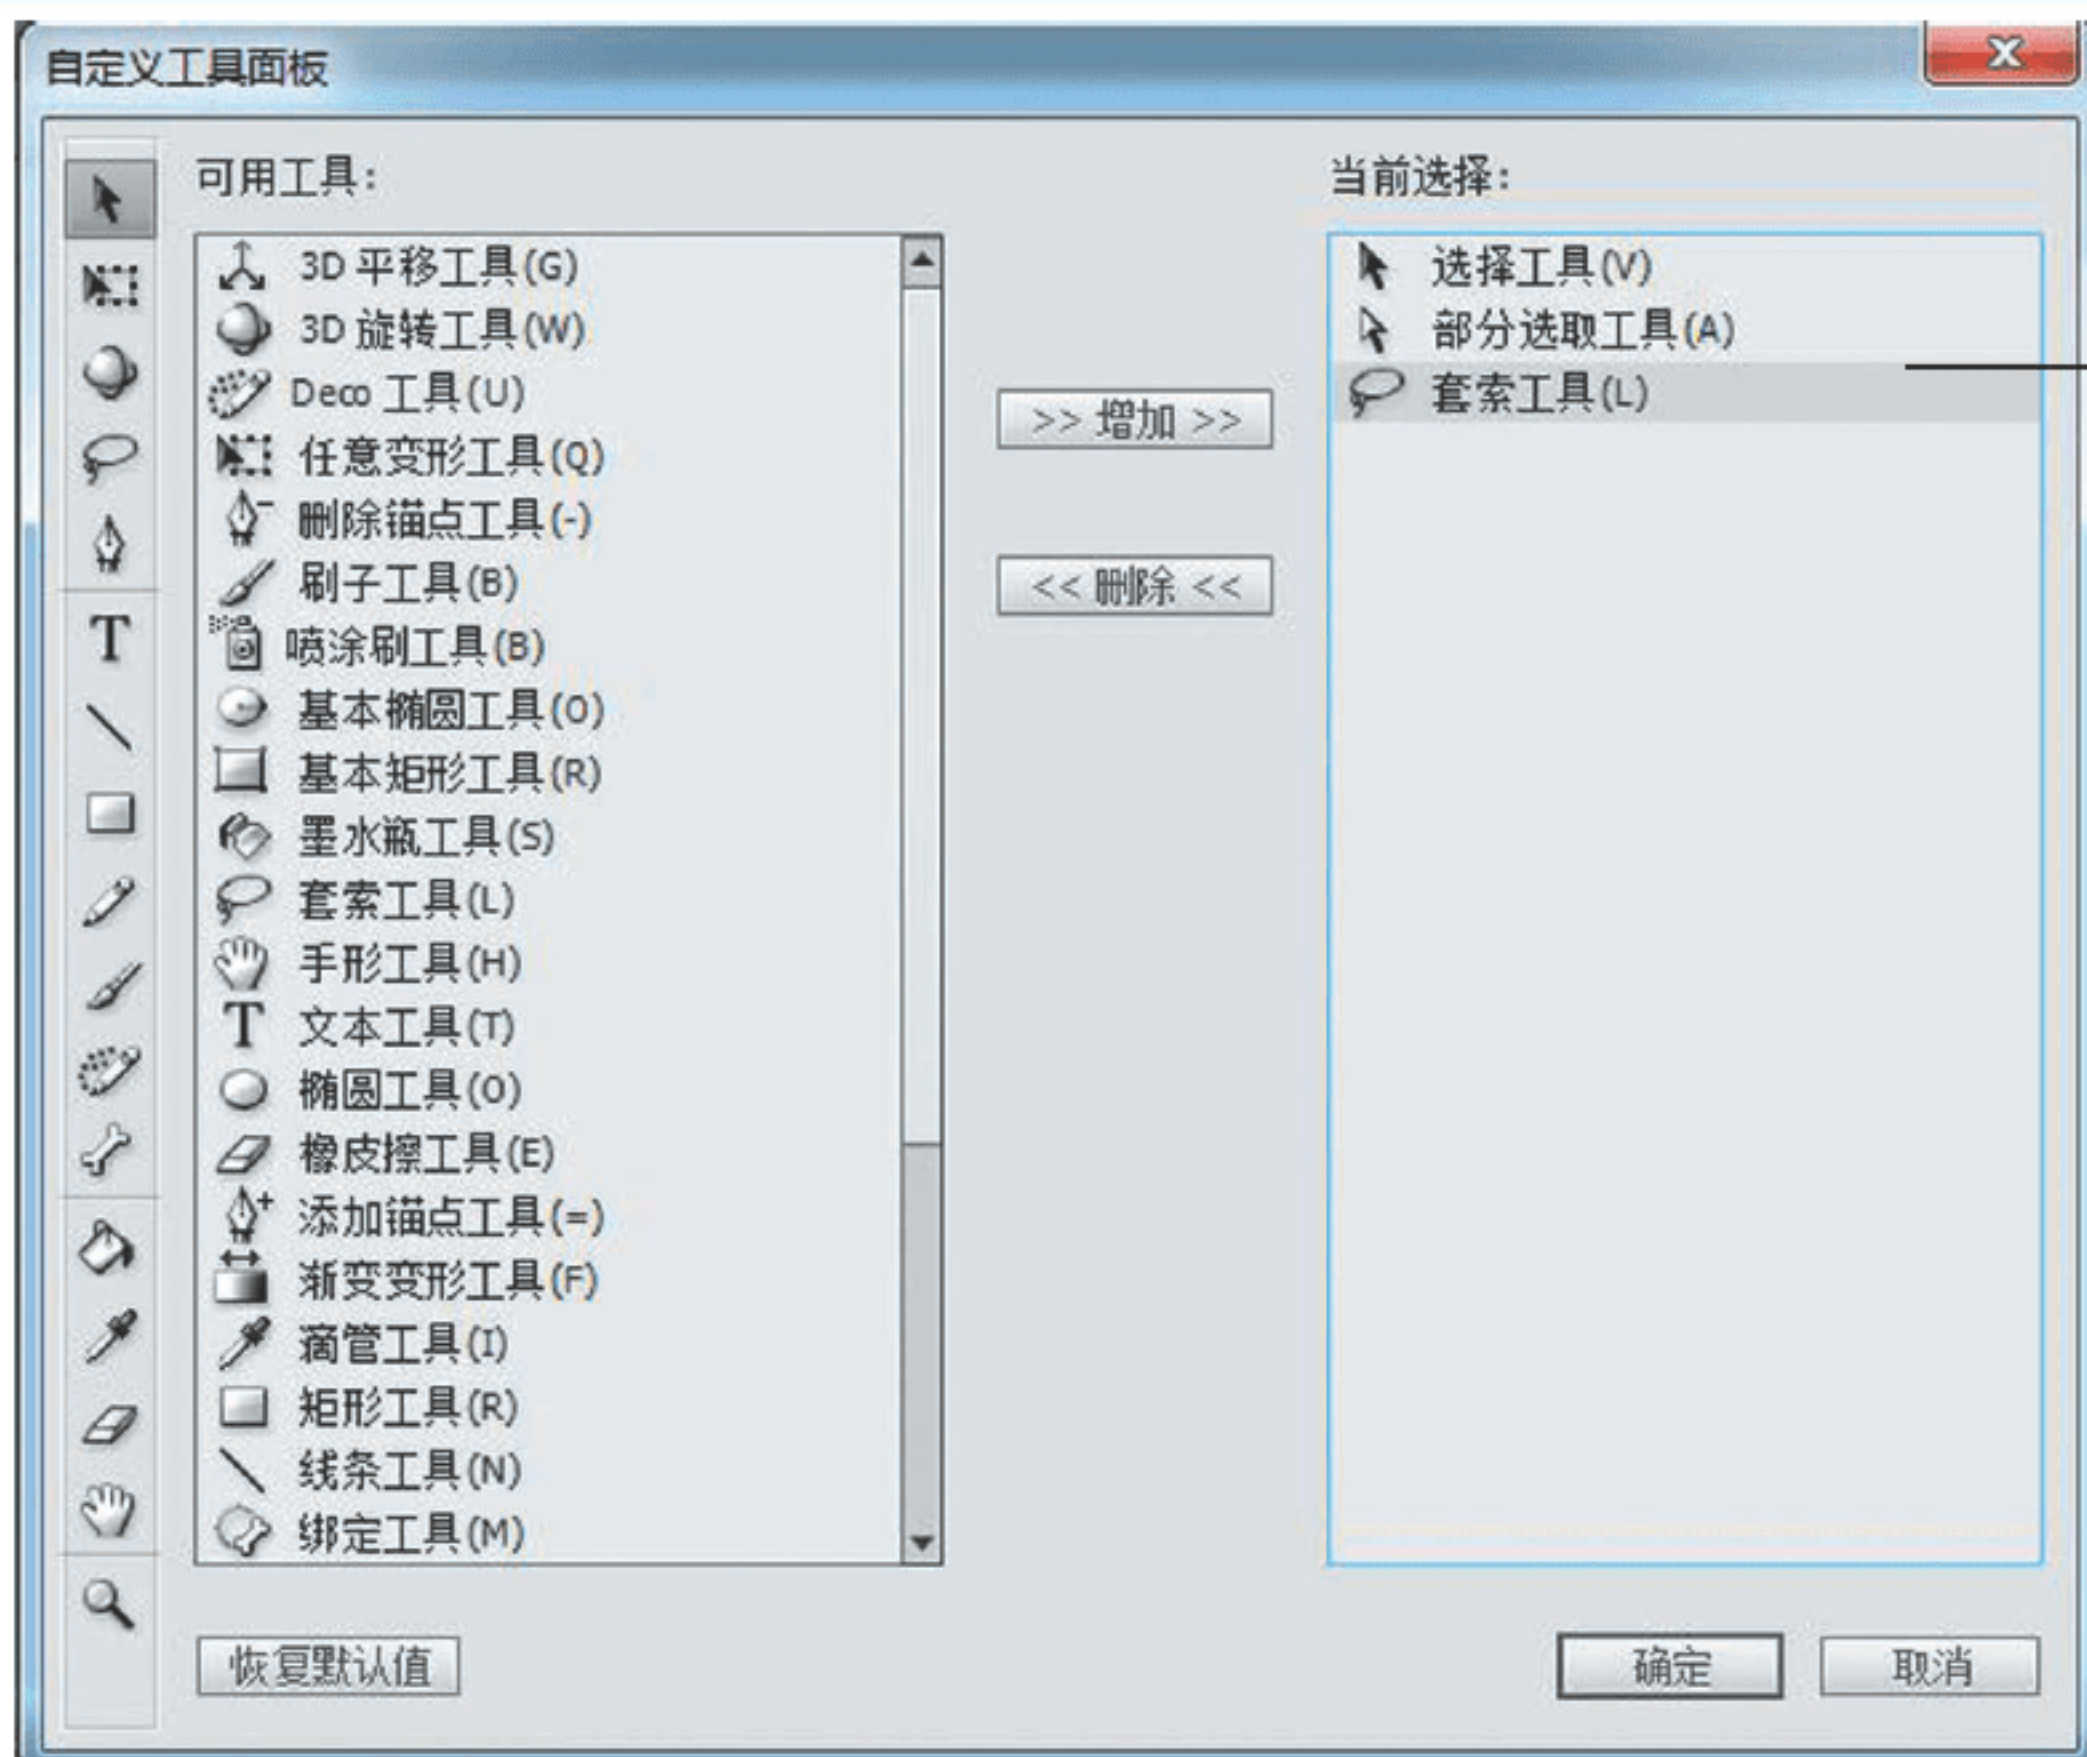 自定义工具面板
可用工具:
3D 平移工具(G)
3D 旋转工具(W)
Deco 工具(U)
任意变形工具(Q)
删除锚点工具(-)
刷子工具(B)
喷涂刷工具(B)
基本椭圆工具(O)
基本矩形工具(R)
墨水瓶工具(S)
套索工具(L)
手形工具(H)
文本工具(T)
椭圆工具(O)
橡皮擦工具(E)
添加锚点工具(=)
渐变变形工具(F)
滴管工具(I)
矩形工具(R)
线条工具(N)
绑定工具(M)
>> 增加 >>
<< 删除 <<
当前选择:
选择工具(V)
部分选取工具(A)
套索工具(L)
恢复默认值
确定
取消